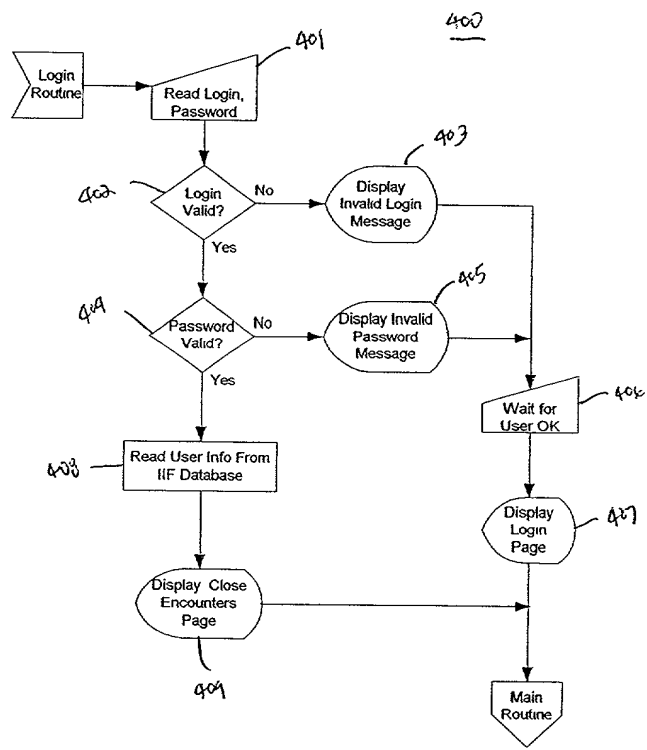 400
401
Login
Routine
Read Login,
Password
402
Login
Valid?
No
403
Display
Invalid Login
Message
Yes
404
Password
Valid?
No
405
Display Invalid
Password
Message
Yes
Wait for
User OK
406
408
Read User Info From
IIF Database
Display
Login
Page
407
Display Close
Encounters
Page
409
Main
Routine